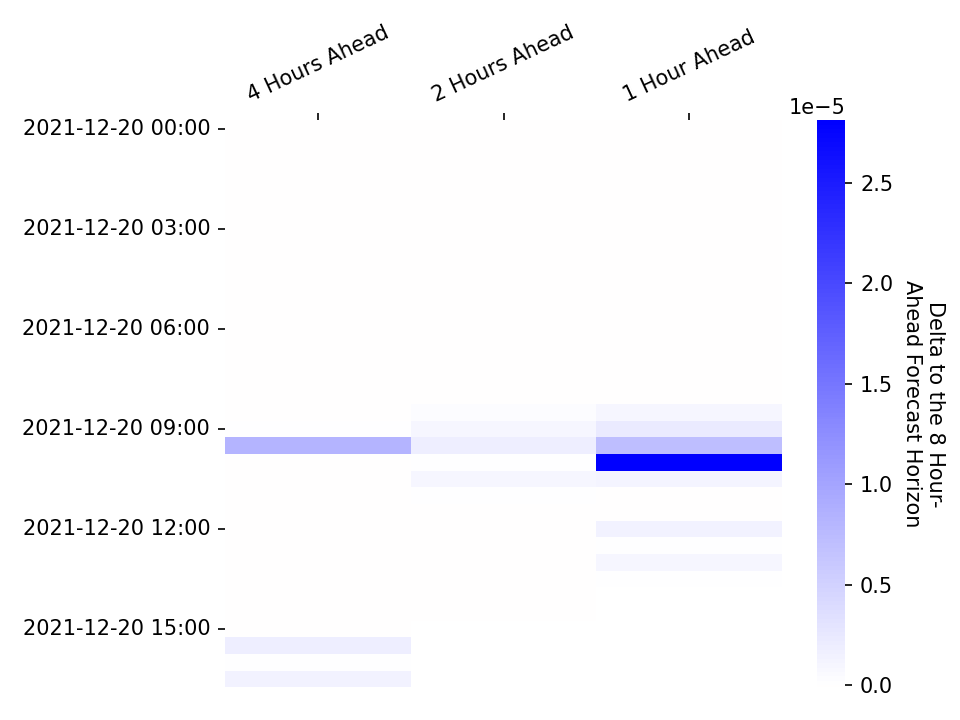 4 Hours Ahead
2 Hours Ahead
1 Hour Ahead
1e−5
2021-12-20 00:00
2021-12-20 03:00
2021-12-20 06:00
2021-12-20 09:00
2021-12-20 12:00
2021-12-20 15:00
2.5
2.0
1.5
1.0
0.5
0.0
Delta to the 8 Hour-
Ahead Forecast Horizon